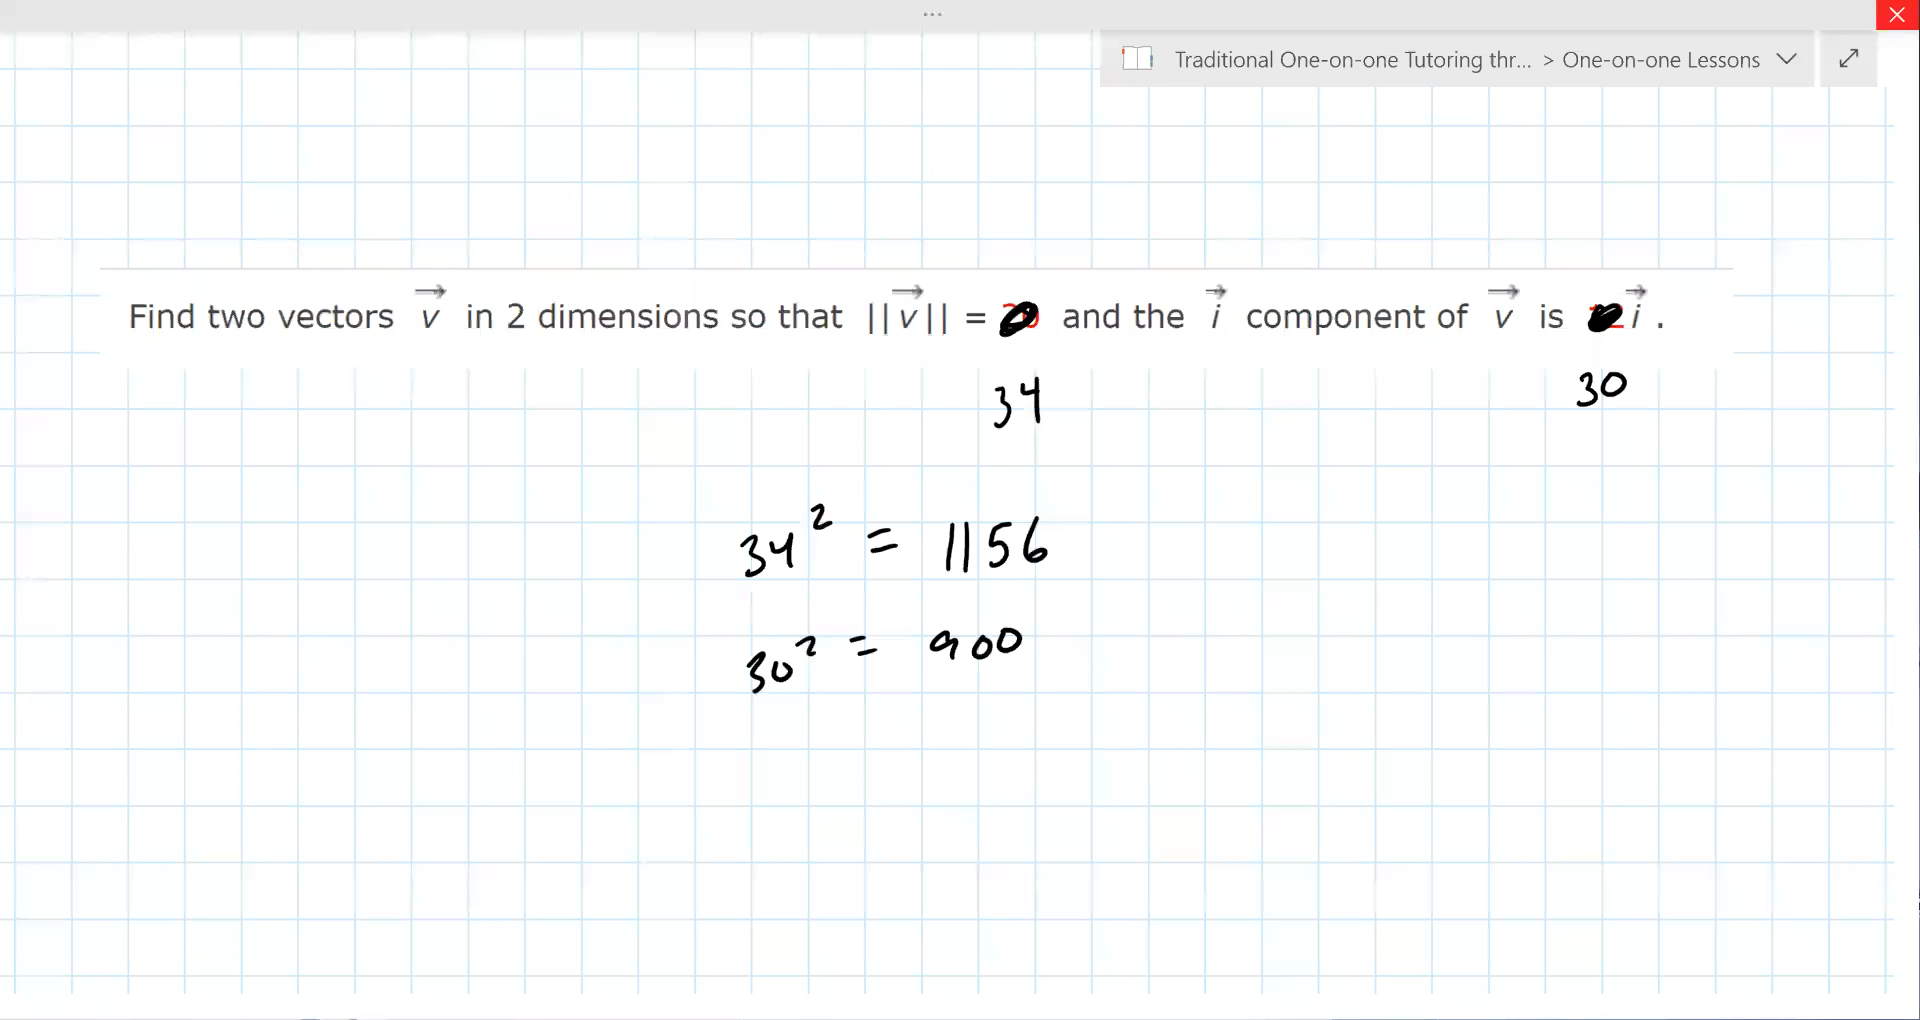 ...
Traditional One-on-one Tutoring thr... > One-on-one Lessons
Find two vectors v in 2 dimensions so that ||v|| = and the i component of v is i.
34 30
34² = 1156
30² = 900